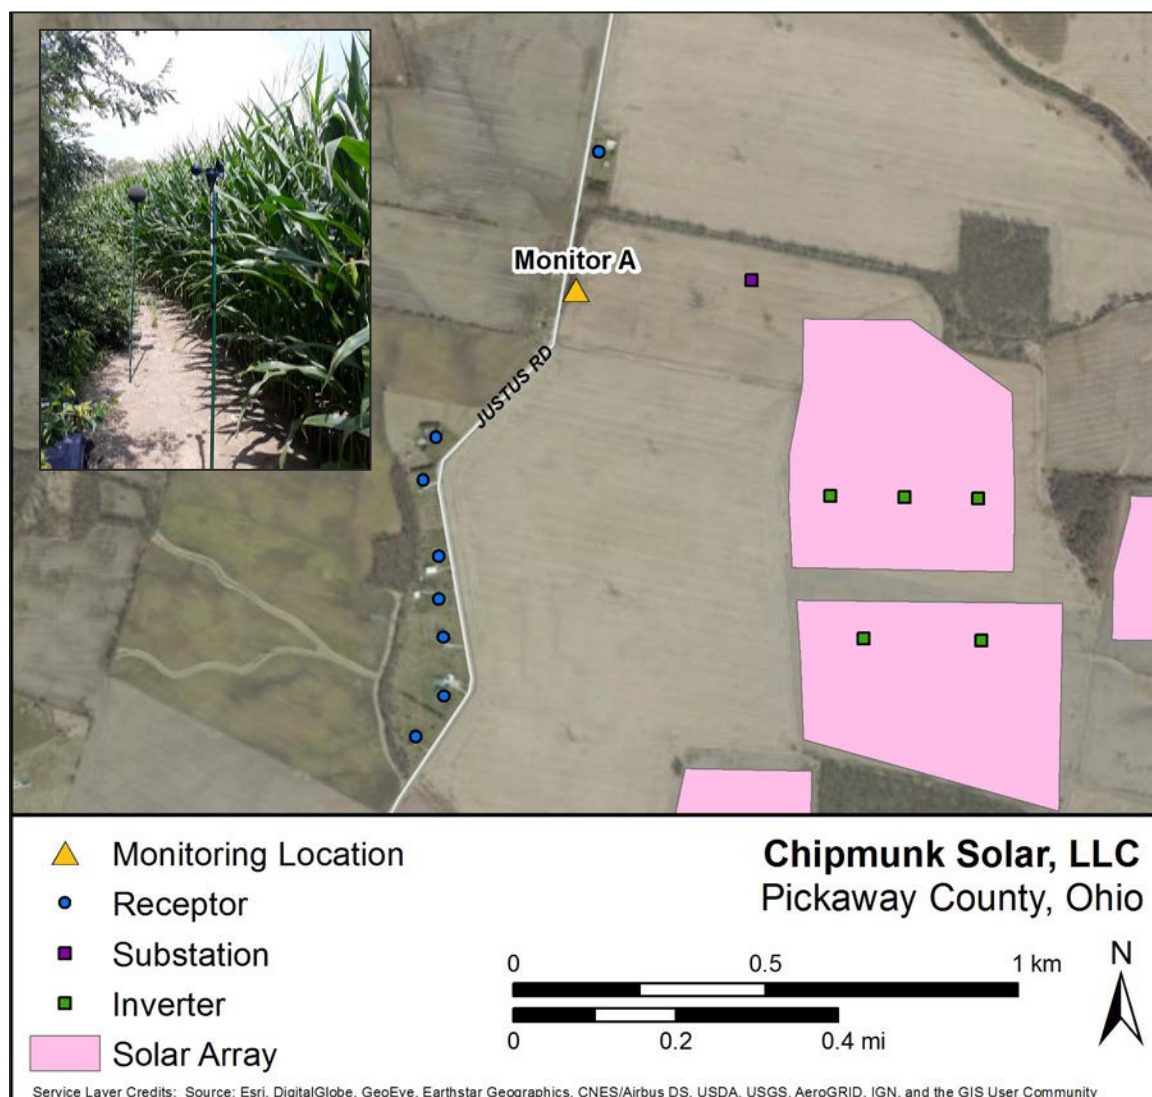 Monitor A
JUSTUS RD
Monitoring Location
Receptor
Substation
Inverter
Solar Array
Chipmunk Solar, LLC
Pickaway County, Ohio
N
0 0.5 1 km
0 0.2 0.4 mi
Service Layer Credits: Source: Esri, DigitalGlobe, GeoEye, Earthstar Geographics, CNES/Airbus DS, USDA, USGS, AeroGRID, IGN, and the GIS User Community